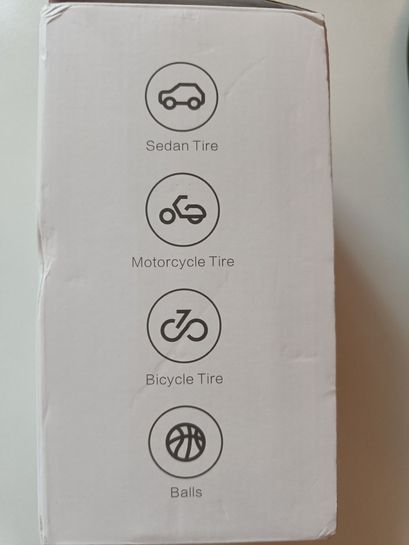 Sedan Tire
Motorcycle Tire
Bicycle Tire
Balls